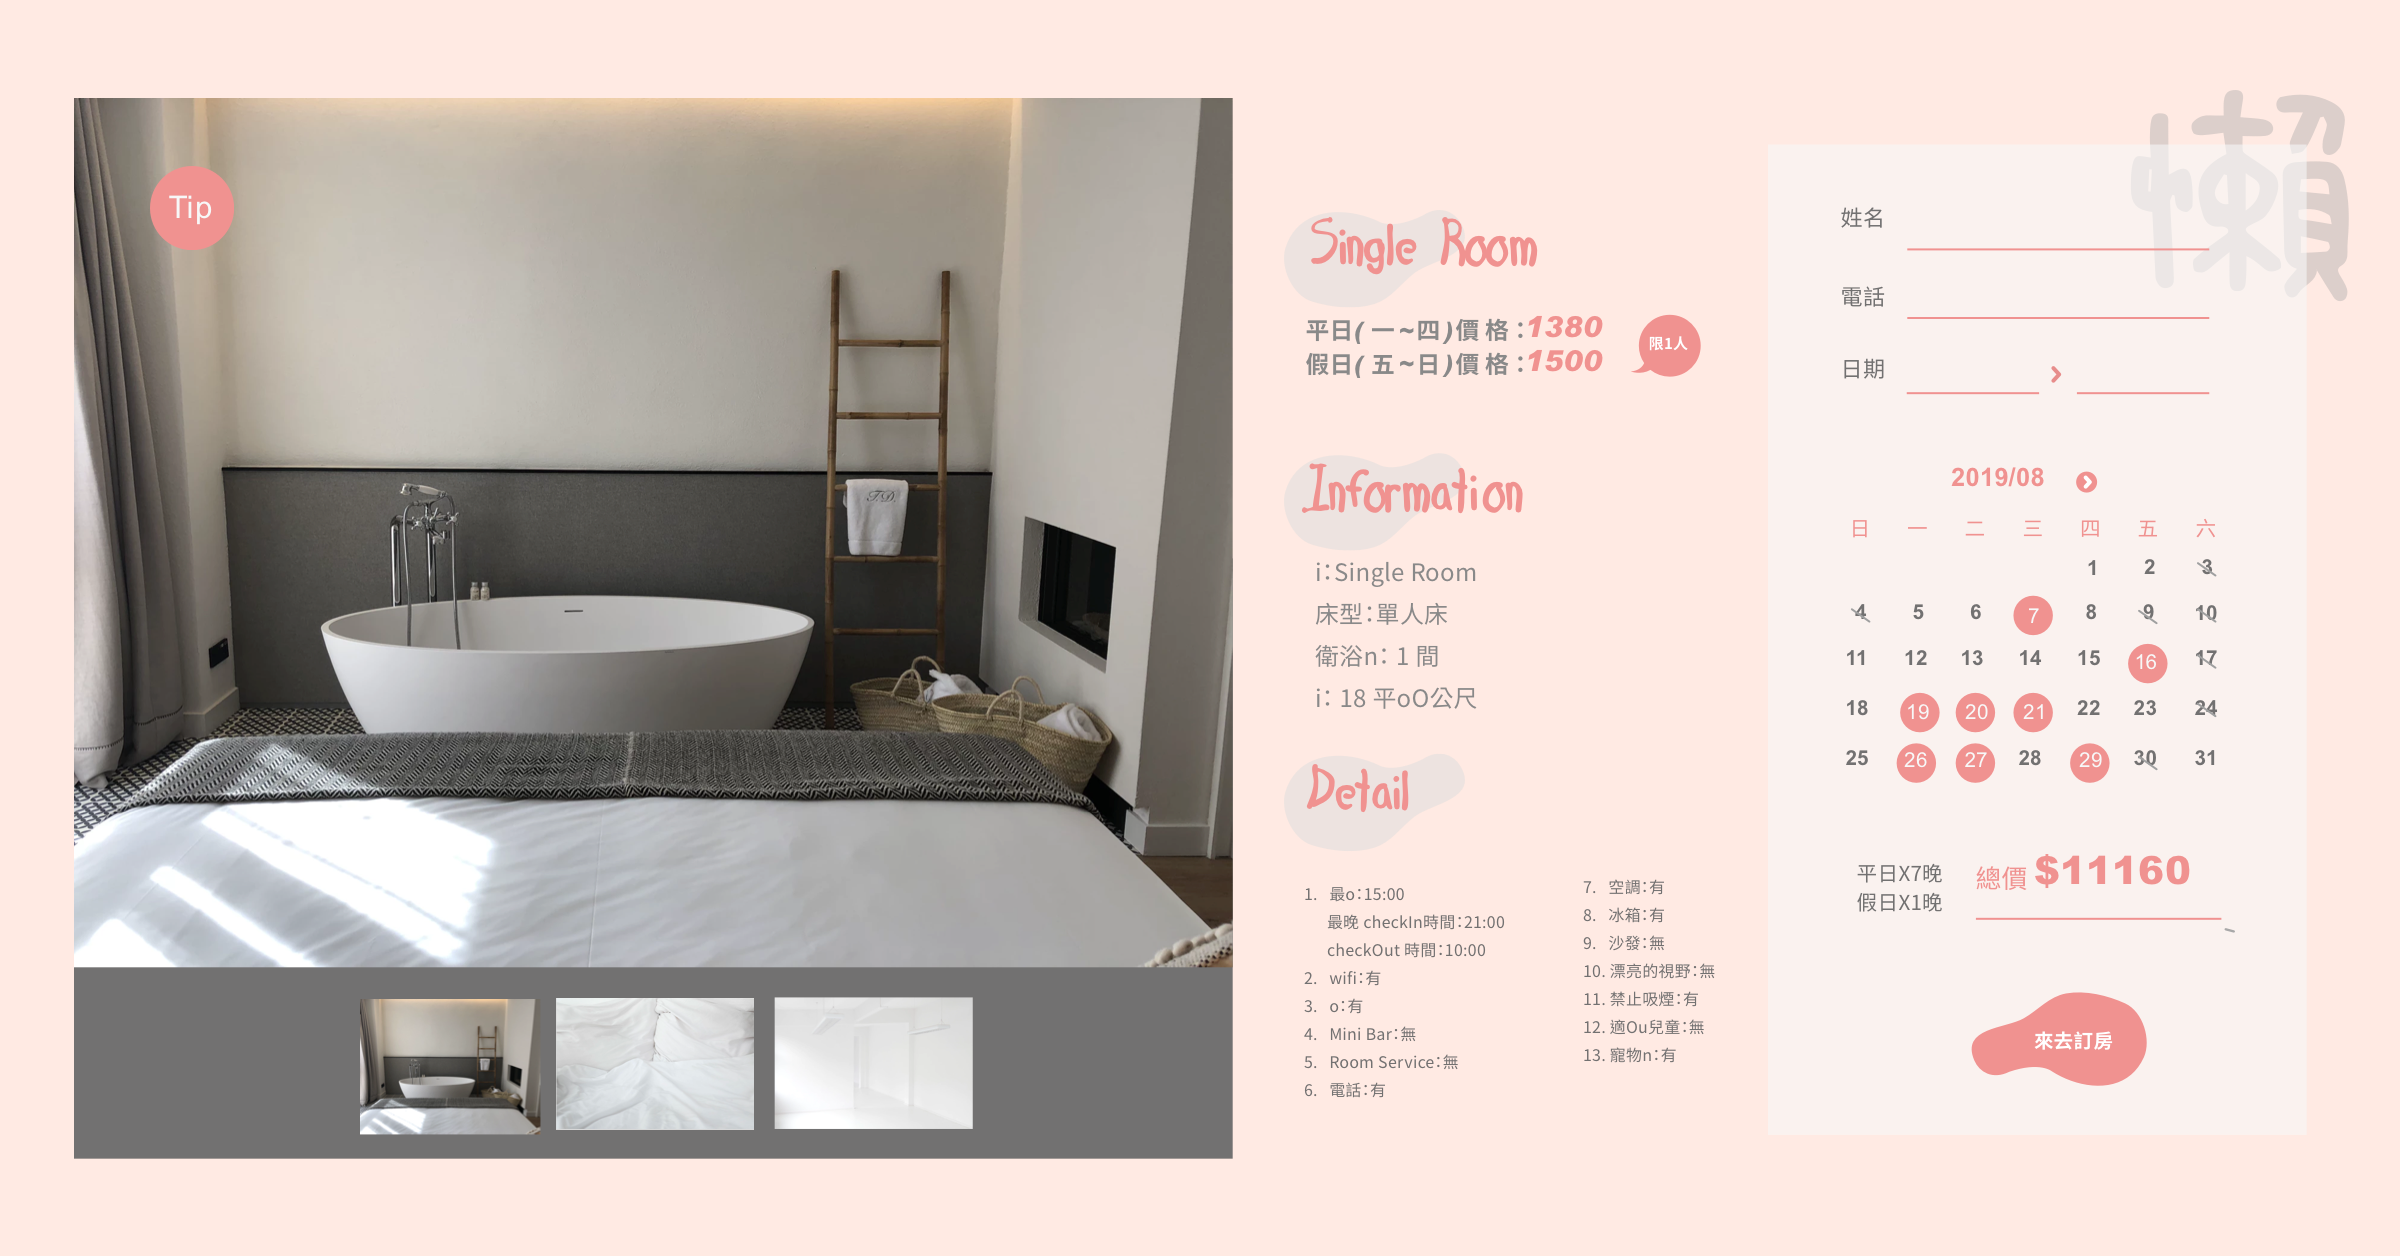 Tip
T.D.
Single Room
平日(一~四)價格:1380
假日(五~日)價格:1500
限1人
Information
i:Single Room
床型:單人床
衛浴n: 1 間
i: 18 平oO公尺
Detail
1. 最o:15:00
最晚 checkIn時間:21:00
checkOut 時間:10:00
2. wifi:有
3. o:有
4. Mini Bar:無
5. Room Service:無
6. 電話:有
7. 空調:有
8. 冰箱:有
9. 沙發:無
10. 漂亮的視野:無
11. 禁止吸煙:有
12. 適Ou兒童:無
13. 寵物n:有
懶
姓名
電話
日期
2019/08
日 一 二 三 四 五 六
1 2 3
4 5 6 7 8 9 10
11 12 13 14 15 16 17
18 19 20 21 22 23 24
25 26 27 28 29 30 31
平日X7晚
假日X1晚
總價 $11160
來去訂房